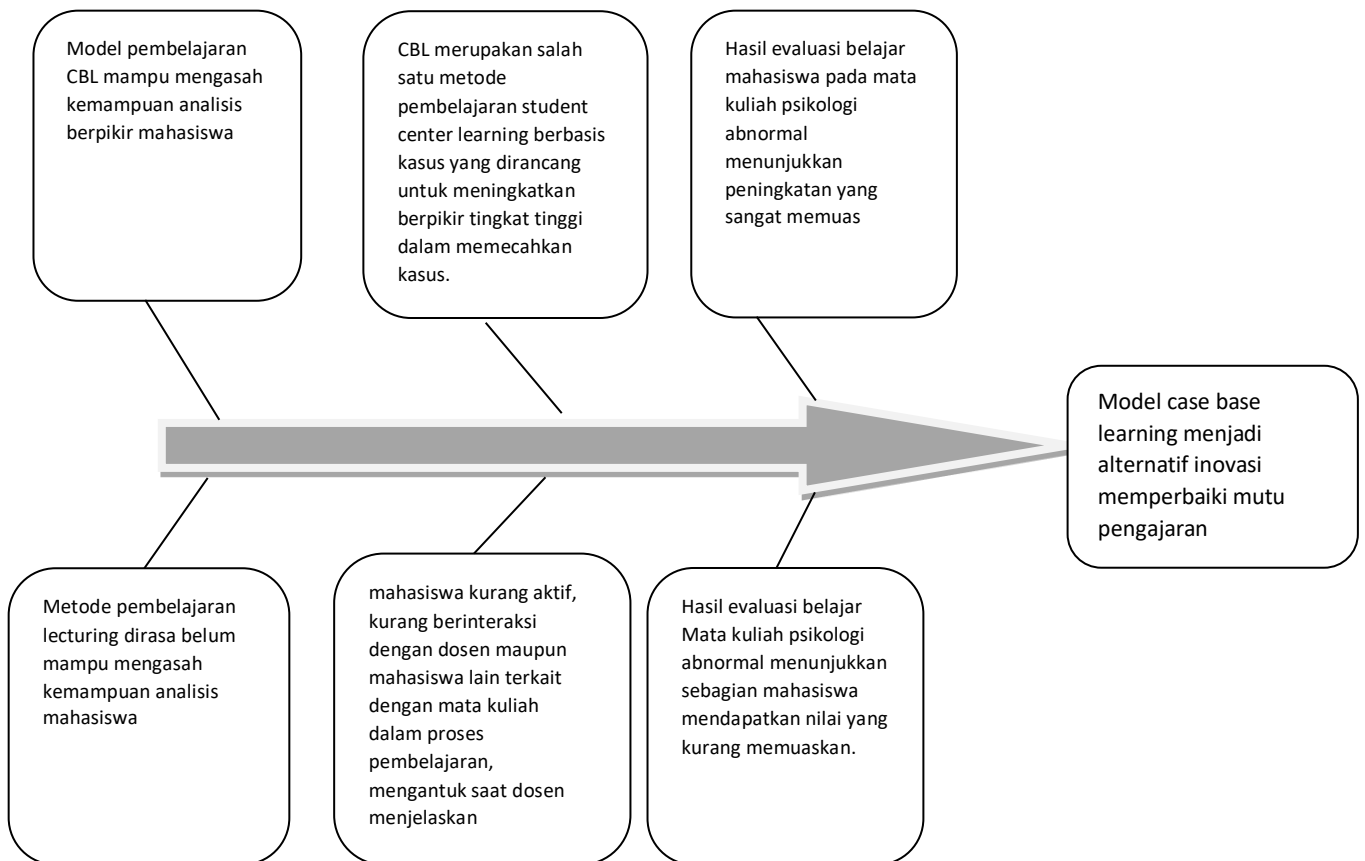 Model pembelajaran
CBL mampu mengasah
kemampuan analisis
berpikir mahasiswa
CBL merupakan salah
satu metode
pembelajaran student
center learning berbasis
kasus yang dirancang
untuk meningkatkan
berpikir tingkat tinggi
dalam memecahkan
kasus.
Hasil evaluasi belajar
mahasiswa pada mata
kuliah psikologi
abnormal
menunjukkan
peningkatan yang
sangat memuas
Model case base
learning menjadi
alternatif inovasi
memperbaiki mutu
pengajaran
Metode pembelajaran
lecturing dirasa belum
mampu mengasah
kemampuan analisis
mahasiswa
mahasiswa kurang aktif,
kurang berinteraksi
dengan dosen maupun
mahasiswa lain terkait
dengan mata kuliah
dalam proses
pembelajaran,
mengantuk saat dosen
menjelaskan
Hasil evaluasi belajar
Mata kuliah psikologi
abnormal menunjukkan
sebagian mahasiswa
mendapatkan nilai yang
kurang memuaskan.